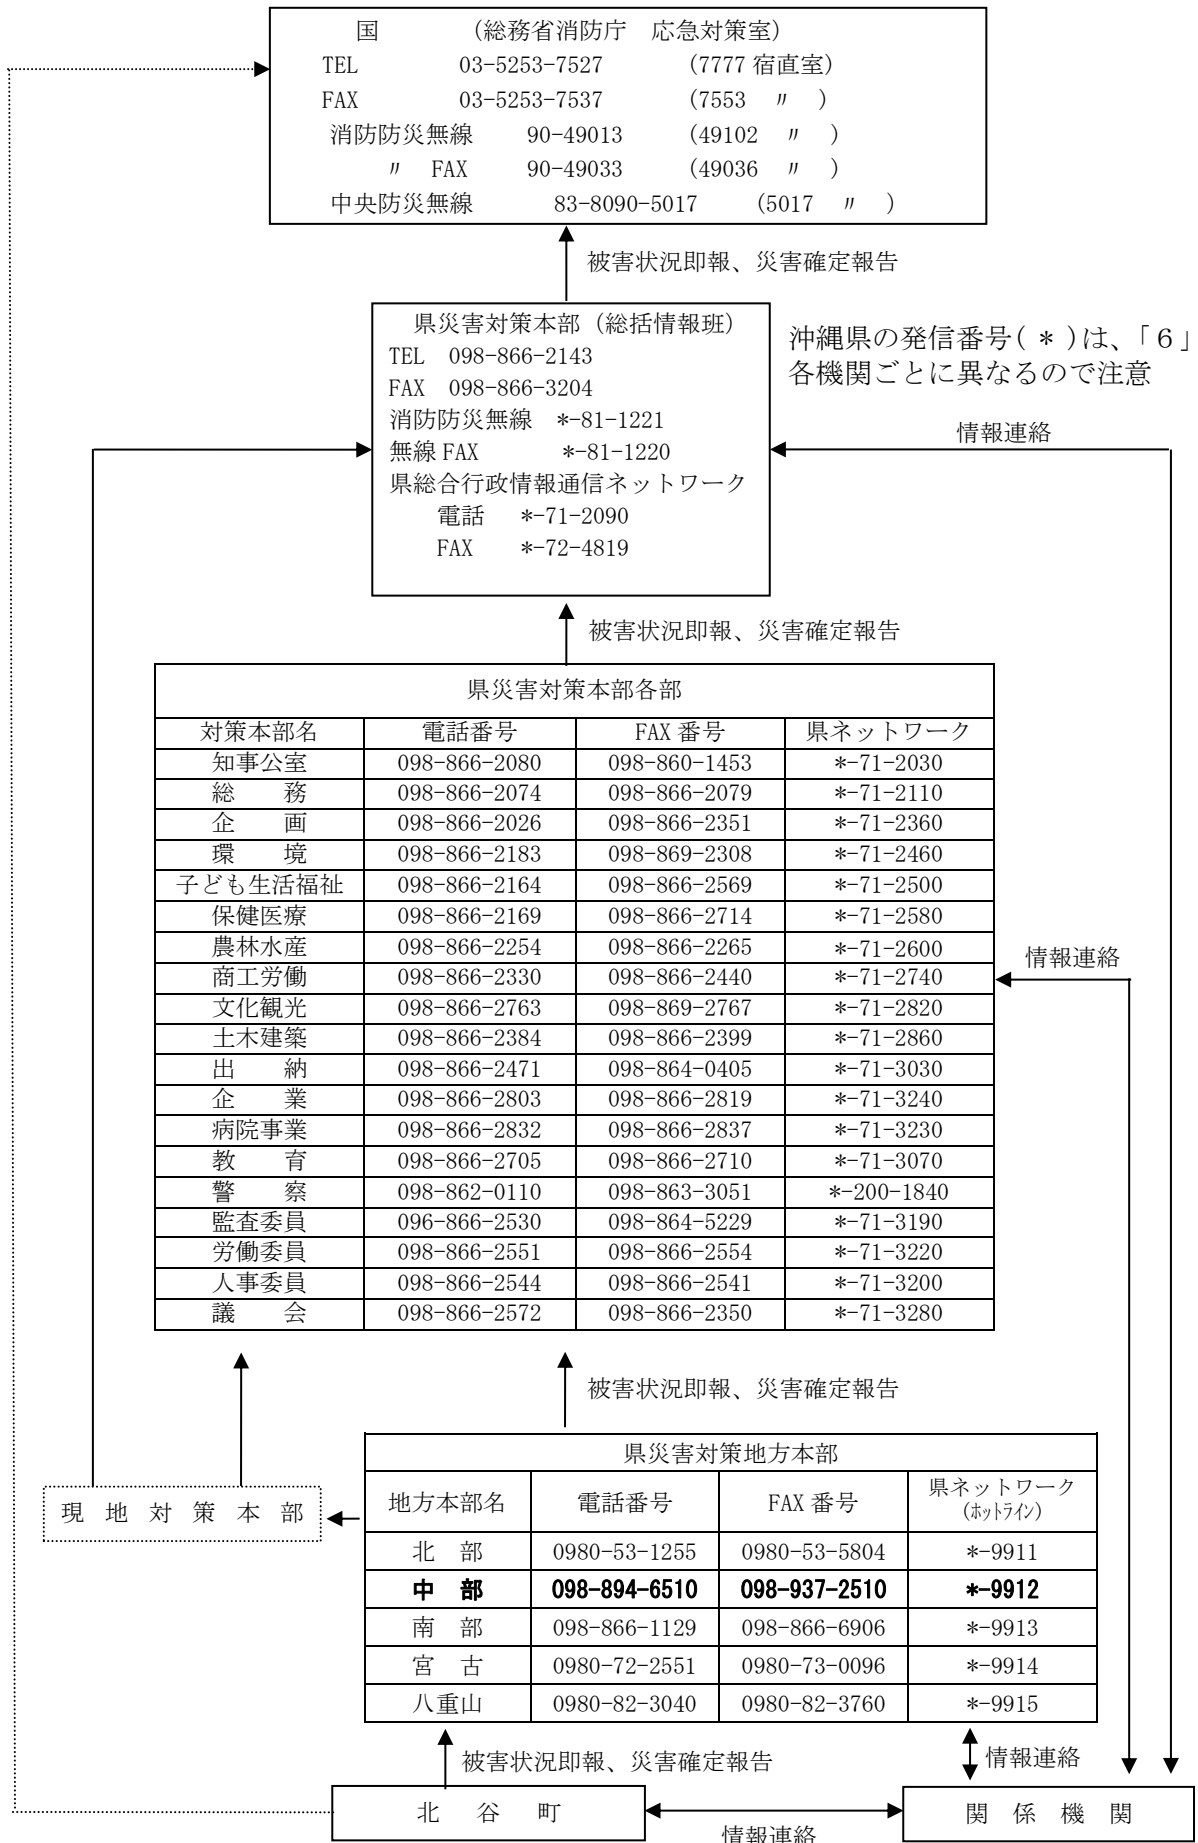 国　　　（総務省消防庁　応急対策室）
TEL　　03-5253-7527　　（7777 宿直室）
FAX　　03-5253-7537　　（7553　〃　）
消防防災無線　　90-49013　　（49102　〃　）
〃　FAX　　90-49033　　（49036　〃　）
中央防災無線　　83-8090-5017　　（5017　〃　）
被害状況即報、災害確定報告
県災害対策本部（総括情報班）
TEL　098-866-2143
FAX　098-866-3204
消防防災無線　*-81-1221
無線 FAX　　*-81-1220
県総合行政情報通信ネットワーク
電話　*-71-2090
FAX　*-72-4819
沖縄県の発信番号( * )は、「６」
各機関ごとに異なるので注意
情報連絡
被害状況即報、災害確定報告
県災害対策本部各部
対策本部名　電話番号　FAX 番号　県ネットワーク
知事公室　098-866-2080　098-860-1453　*-71-2030
総　務　098-866-2074　098-866-2079　*-71-2110
企　画　098-866-2026　098-866-2351　*-71-2360
環　境　098-866-2183　098-869-2308　*-71-2460
子ども生活福祉　098-866-2164　098-866-2569　*-71-2500
保健医療　098-866-2169　098-866-2714　*-71-2580
農林水産　098-866-2254　098-866-2265　*-71-2600
商工労働　098-866-2330　098-866-2440　*-71-2740
文化観光　098-866-2763　098-869-2767　*-71-2820
土木建築　098-866-2384　098-866-2399　*-71-2860
出　納　098-866-2471　098-864-0405　*-71-3030
企　業　098-866-2803　098-866-2819　*-71-3240
病院事業　098-866-2832　098-866-2837　*-71-3230
教　育　098-866-2705　098-866-2710　*-71-3070
警　察　098-862-0110　098-863-3051　*-200-1840
監査委員　096-866-2530　098-864-5229　*-71-3190
労働委員　098-866-2551　098-866-2554　*-71-3220
人事委員　098-866-2544　098-866-2541　*-71-3200
議　会　098-866-2572　098-866-2350　*-71-3280
情報連絡
被害状況即報、災害確定報告
現 地 対 策 本 部
県災害対策地方本部
地方本部名　電話番号　FAX 番号　県ネットワーク
(ﾎｯﾄﾗｲﾝ)
北　部　0980-53-1255　0980-53-5804　*-9911
中　部　098-894-6510　098-937-2510　*-9912
南　部　098-866-1129　098-866-6906　*-9913
宮　古　0980-72-2551　0980-73-0096　*-9914
八重山　0980-82-3040　0980-82-3760　*-9915
被害状況即報、災害確定報告
情報連絡
北　谷　町
関　係　機　関
情報連絡